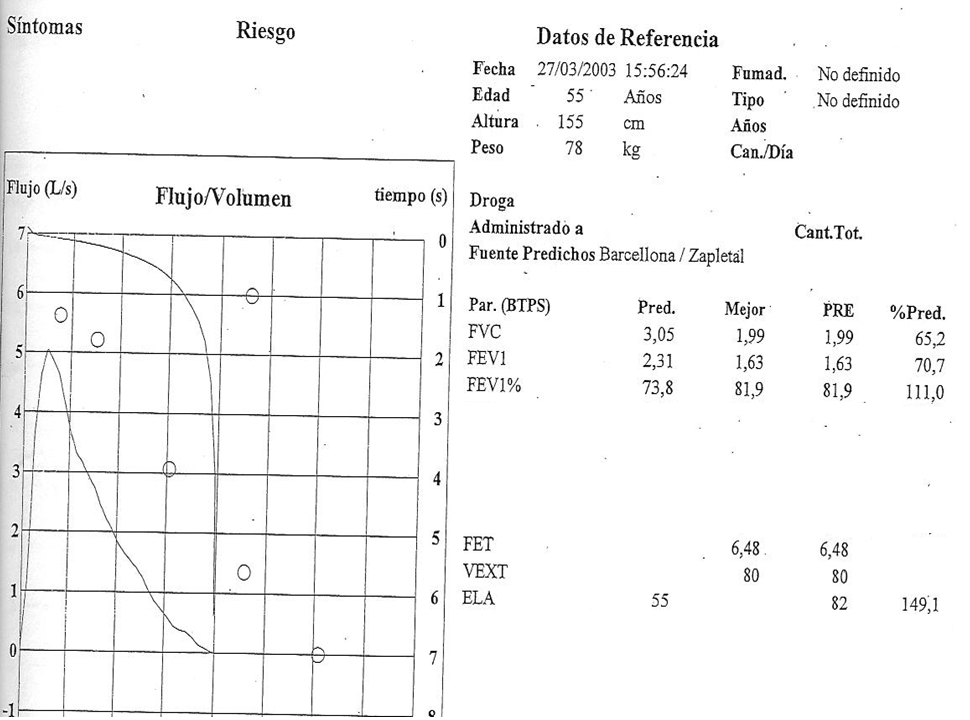 Síntomas Riesgo
Datos de Referencia
Fecha 27/03/2003 15:56:24 Fumad. No definido
Edad 55 Años Tipo No definido
Altura 155 cm Años
Peso 78 kg Can./Día
Flujo (L/s) Flujo/Volumen tiempo (s)
7 0
6 1
5 2
4 3
3 4
2 5
1 6
0 7
-1 8
Droga
Administrado a Cant.Tot.
Fuente Predichos Barcellona / Zapletal
Par. (BTPS) Pred. Mejor PRE %Pred.
FVC 3,05 1,99 1,99 65,2
FEV1 2,31 1,63 1,63 70,7
FEV1% 73,8 81,9 81,9 111,0
FET 6,48 6,48
VEXT 80 80
ELA 55 82 149,1